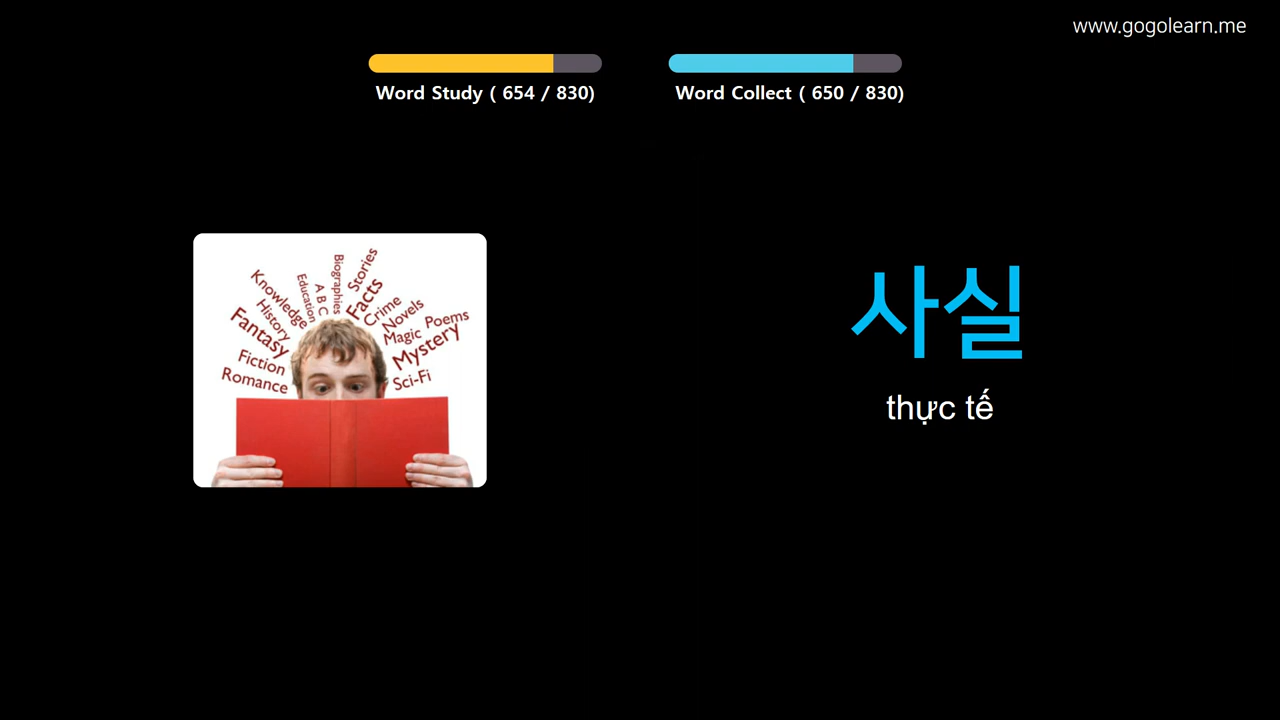 www.gogolearn.me
Word Study ( 654 / 830)
Word Collect ( 650 / 830)
Knowledge
History
Fantasy
Fiction
Romance
Education
A B C
Biographies
Stories
Facts
Crime
Novels
Magic
Poems
Mystery
Sci-Fi
사실
thực tế